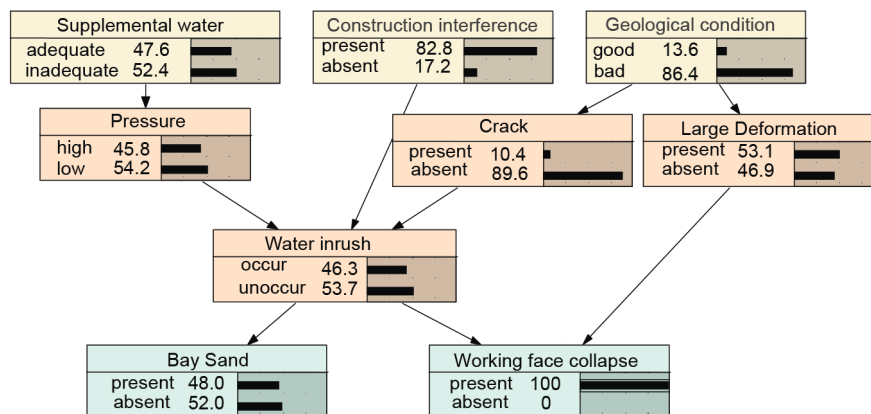 Supplemental water
adequate 47.6
inadequate 52.4
Construction interference
present 82.8
absent 17.2
Geological condition
good 13.6
bad 86.4
Pressure
high 45.8
low 54.2
Crack
present 10.4
absent 89.6
Large Deformation
present 53.1
absent 46.9
Water inrush
occur 46.3
unoccur 53.7
Bay Sand
present 48.0
absent 52.0
Working face collapse
present 100
absent 0